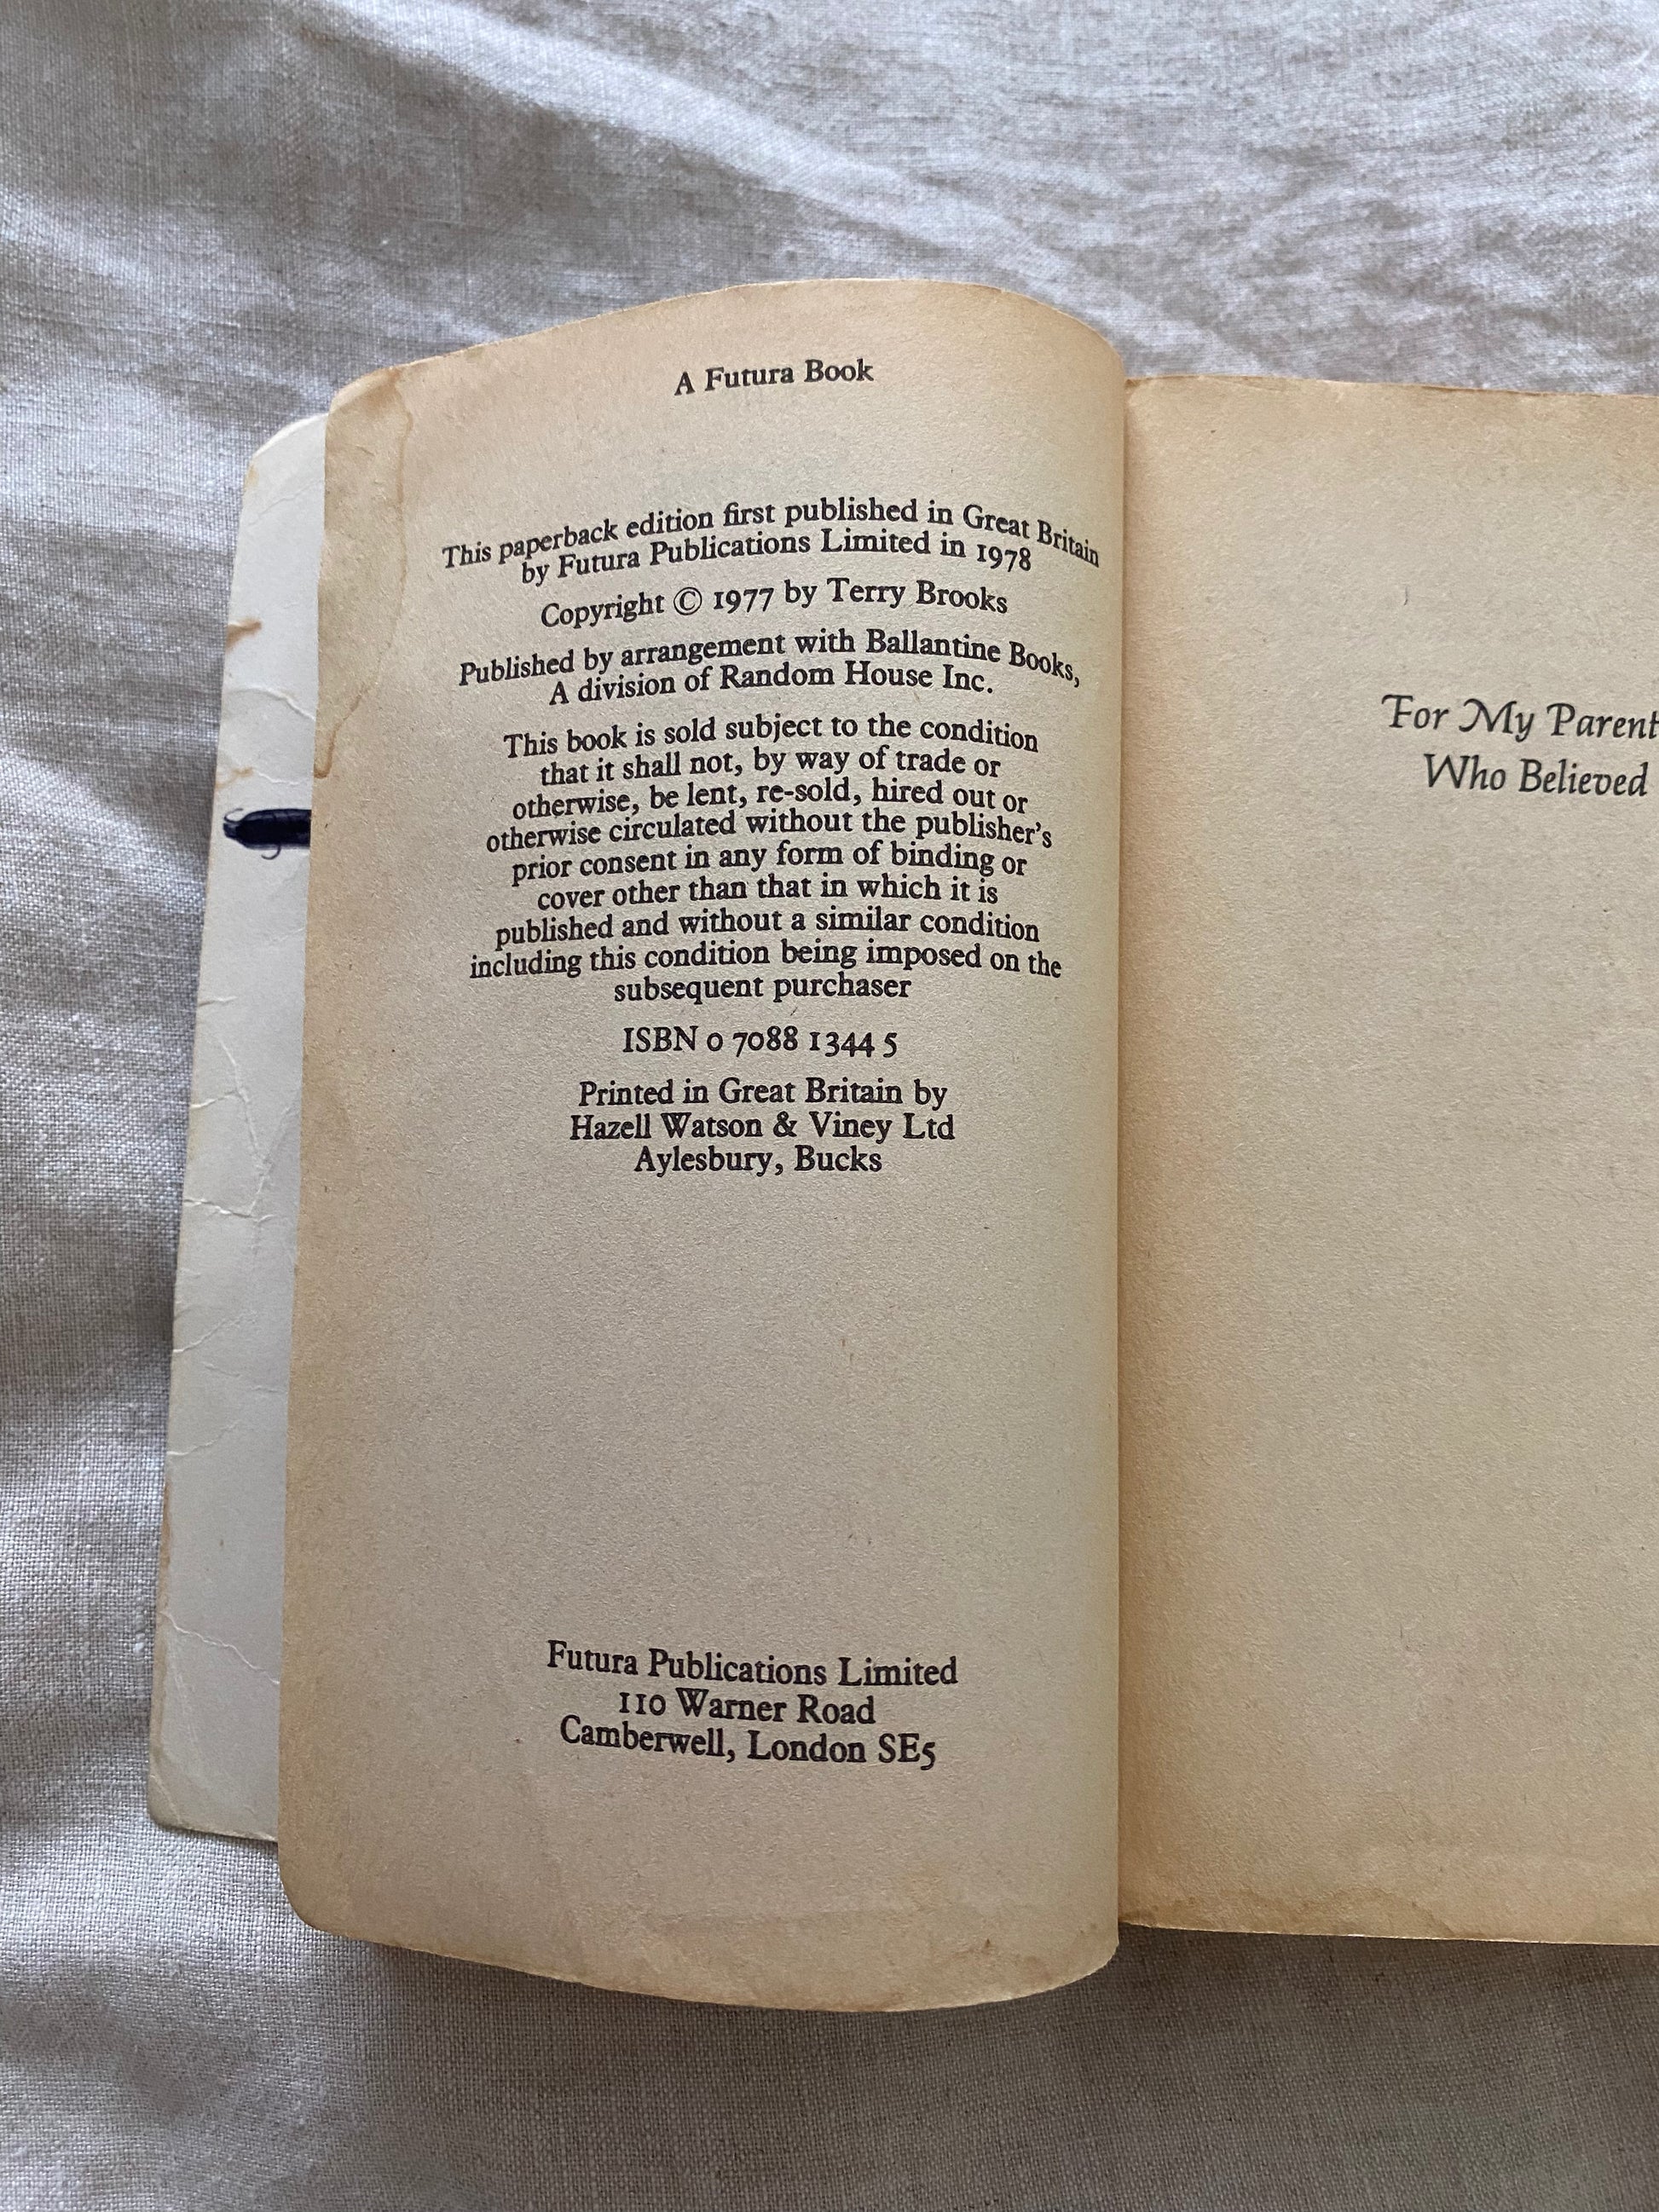 A Futura Book
This paperback edition first published in Great Britain
by Futura Publications Limited in 1978
Copyright © 1977 by Terry Brooks
Published by arrangement with Ballantine Books,
A division of Random House Inc.
This book is sold subject to the condition
that it shall not, by way of trade or
otherwise, be lent, re-sold, hired out or
otherwise circulated without the publisher's
prior consent in any form of binding or
cover other than that in which it is
published and without a similar condition
including this condition being imposed on the
subsequent purchaser
ISBN 0 7088 1344 5
Printed in Great Britain by
Hazell Watson & Viney Ltd
Aylesbury, Bucks
Futura Publications Limited
110 Warner Road
Camberwell, London SE5
For My Parent
Who Believed